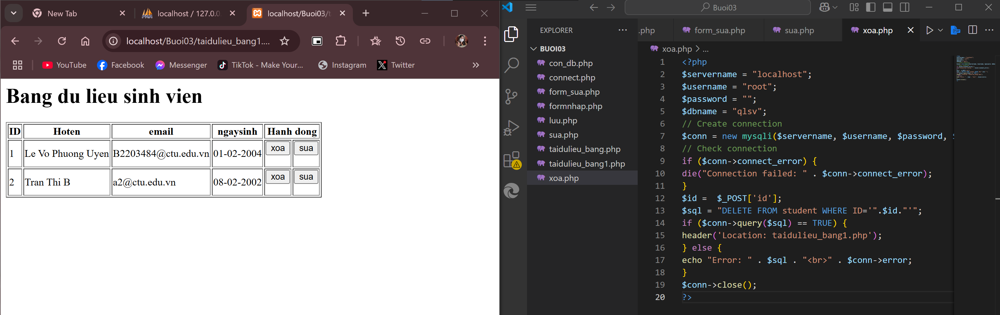 New Tab
localhost / 127.0.0.
localhost/Buoi03/t
localhost/Buoi03/taidulieu_bang1....
YouTube
Facebook
Messenger
TikTok - Make Your...
Instagram
Twitter
Bang du lieu sinh vien
ID Hoten email ngaysinh Hanh dong
1 Le Vo Phuong Uyen B2203484@ctu.edu.vn 01-02-2004 xoa sua
2 Tran Thi B a2@ctu.edu.vn 08-02-2002 xoa sua
Buoi03
EXPLORER
BUOI03
con_db.php
connect.php
form_sua.php
formnhap.php
luu.php
sua.php
taidulieu_bang.php
taidulieu_bang1.php
xoa.php
.php
form_sua.php
sua.php
xoa.php
xoa.php > ...
1 <?php
2 $servername = "localhost";
3 $username = "root";
4 $password = "";
5 $dbname = "qlsv";
6 // Create connection
7 $conn = new mysqli($servername, $username, $password, $
8 // Check connection
9 if ($conn->connect_error) {
10 die("Connection failed: " . $conn->connect_error);
11 }
12 $id =  $_POST['id'];
13 $sql = "DELETE FROM student WHERE ID='".$id."'";
14 if ($conn->query($sql) == TRUE) {
15 header('Location: taidulieu_bang1.php');
16 } else {
17 echo "Error: " . $sql . "<br>" . $conn->error;
18 }
19 $conn->close();
20 ?>